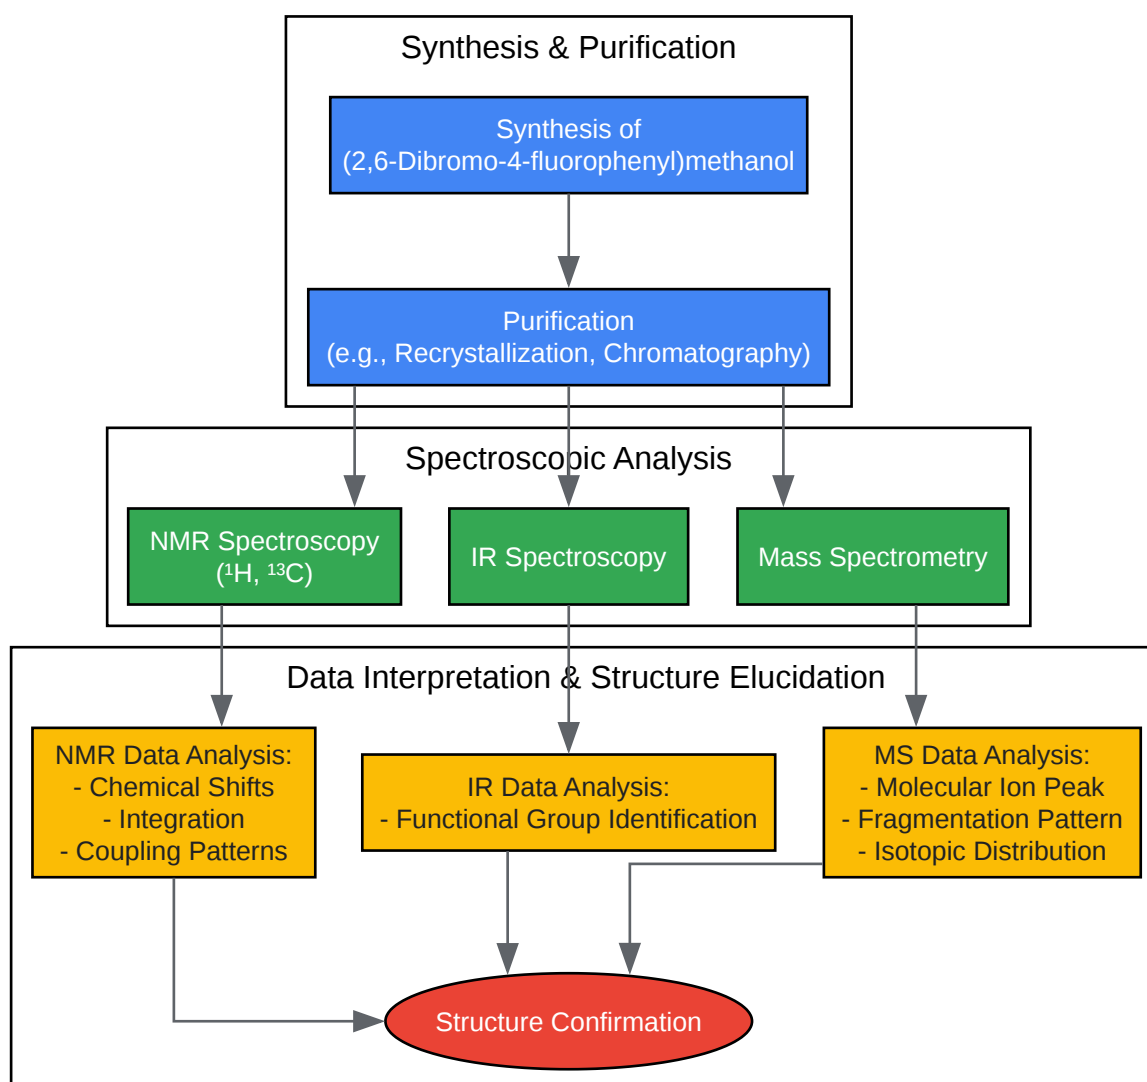 Synthesis & Purification
Synthesis of
(2,6-Dibromo-4-fluorophenyl)methanol
Purification
(e.g., Recrystallization, Chromatography)
Spectroscopic Analysis
NMR Spectroscopy
(¹H, ¹³C)
IR Spectroscopy
Mass Spectrometry
Data Interpretation & Structure Elucidation
NMR Data Analysis:
- Chemical Shifts
- Integration
- Coupling Patterns
IR Data Analysis:
- Functional Group Identification
MS Data Analysis:
- Molecular Ion Peak
- Fragmentation Pattern
- Isotopic Distribution
Structure Confirmation